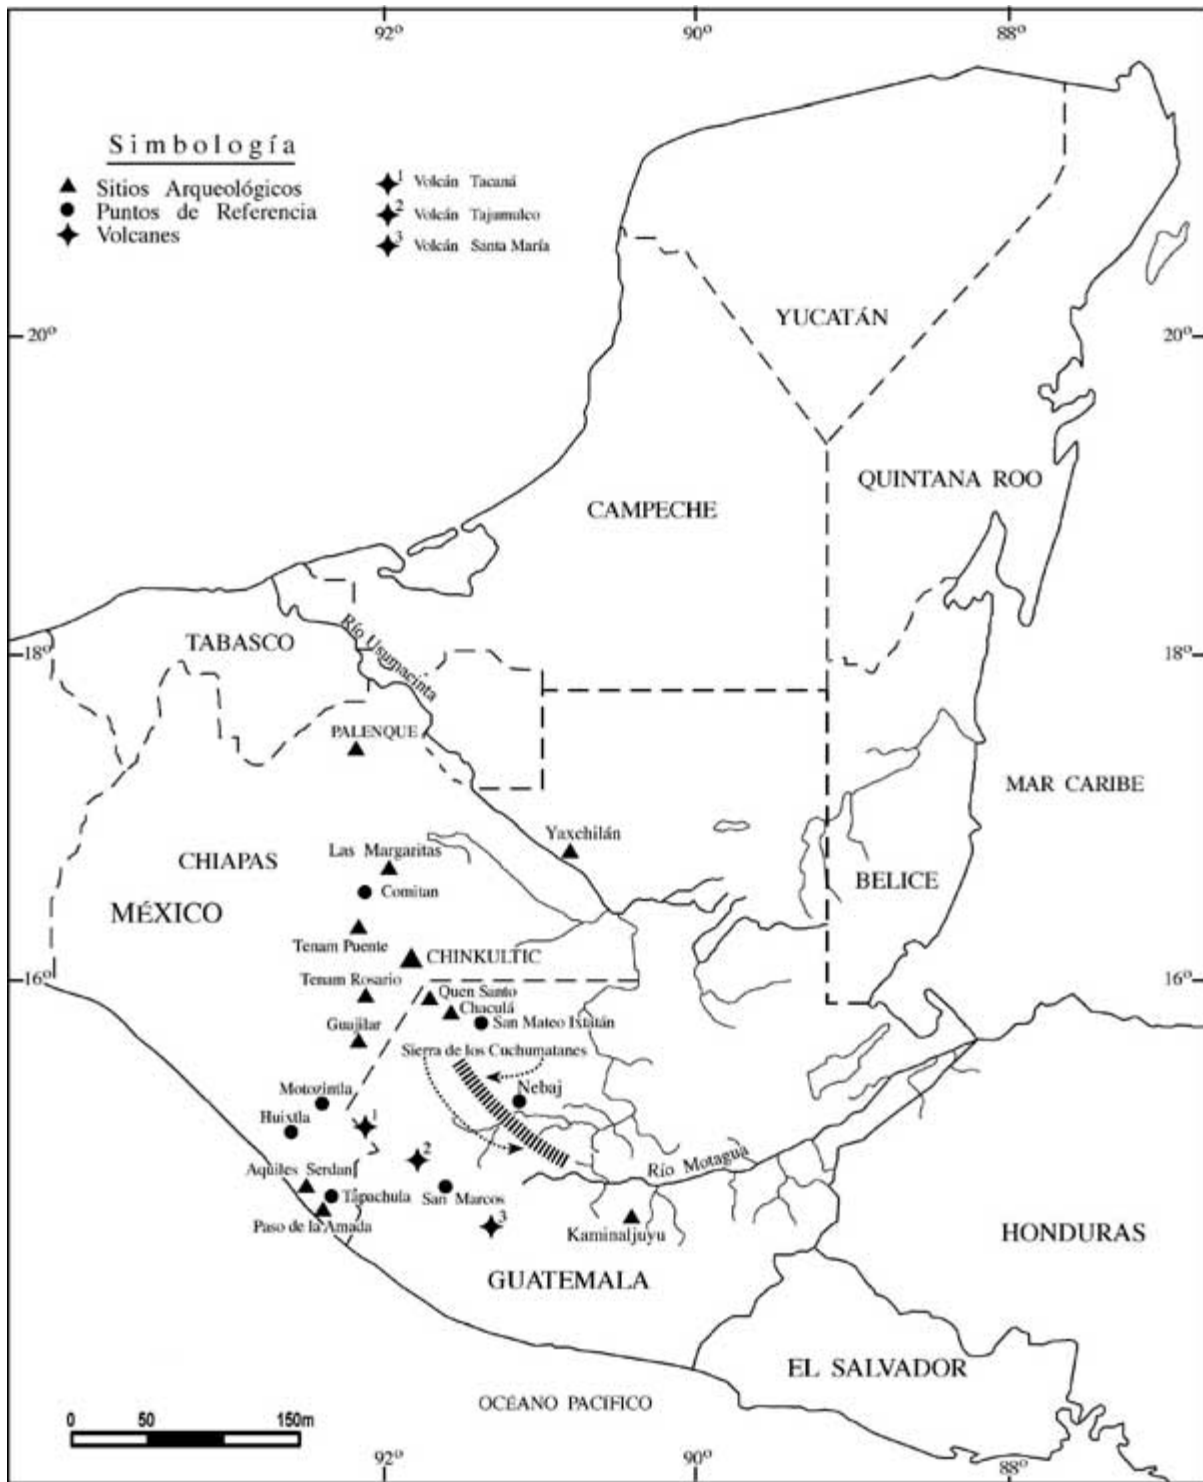 92º 90º 88º
Simbología
Sitios Arqueológicos
Puntos de Referencia
Volcanes
1 Volcán Tacaná
2 Volcán Tajumulco
3 Volcán Santa María
YUCATÁN
20º 20º
QUINTANA ROO
CAMPECHE
TABASCO
Río Usumacinta
18º 18º
PALENQUE
MAR CARIBE
Yaxchilán
Las Margaritas
CHIAPAS
Comitan
BELICE
MÉXICO
Tenam Puente
CHINKULTIC
16º 16º
Tenam Rosario
Quen Santo
Chaculá
San Mateo Ixtatán
Guajilar
Sierra de los Cuchumatanes
Motozintla
Nebaj
Huixtla
1
2
Río Motagua
Aquiles Serdan
Tapachula
San Marcos
3
Paso de la Amada
Kaminaljuyu
HONDURAS
GUATEMALA
EL SALVADOR
OCÉANO PACÍFICO
0 50 150m
92º 90º 88º